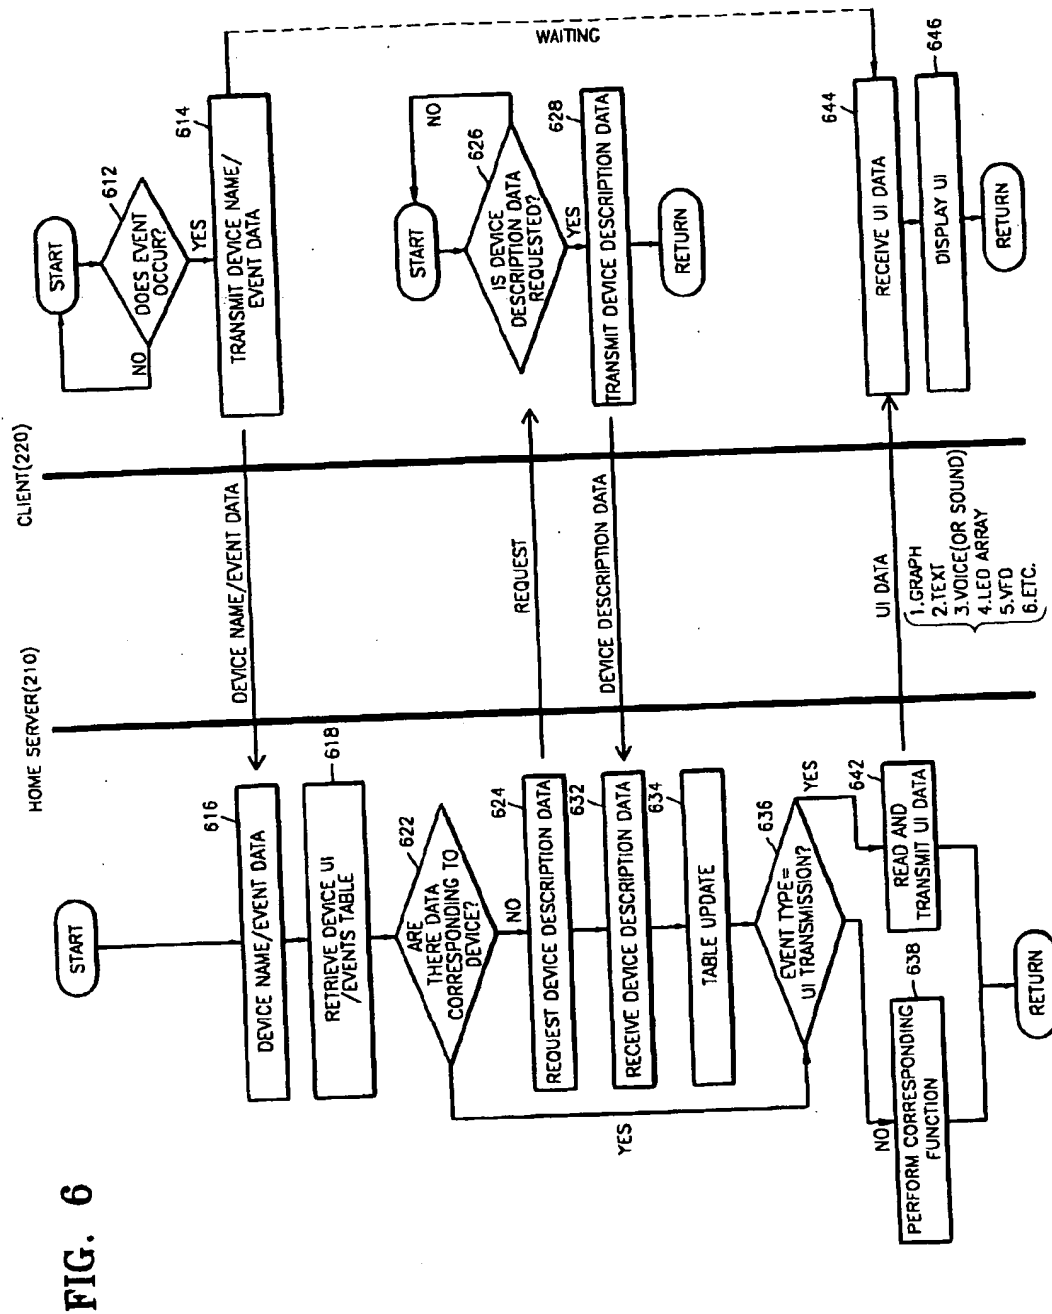 FIG. 6
HOME SERVER(210)
CLIENT(220)
START
616
DEVICE NAME/EVENT DATA
618
RETRIEVE DEVICE UI
/EVENTS TABLE
622
ARE
THERE DATA
CORRESPONDING TO
DEVICE?
YES
NO
624
REQUEST DEVICE DESCRIPTION DATA
632
RECEIVE DEVICE DESCRIPTION DATA
634
TABLE UPDATE
636
EVENT TYPE=
UI TRANSMISSION?
NO
YES
638
PERFORM CORRESPONDING
FUNCTION
642
READ AND
TRANSMIT UI DATA
RETURN
DEVICE NAME/EVENT DATA
REQUEST
DEVICE DESCRIPTION DATA
UI DATA
1.GRAPH
2.TEXT
3.VOICE(OR SOUND)
4.LED ARRAY
5.VFD
6.ETC.
START
612
DOES EVENT
OCCUR?
NO
YES
614
TRANSMIT DEVICE NAME/
EVENT DATA
WAITING
START
NO
626
IS DEVICE
DESCRIPTION DATA
REQUESTED?
YES
628
TRANSMIT DEVICE DESCRIPTION DATA
RETURN
644
RECEIVE UI DATA
646
DISPLAY UI
RETURN